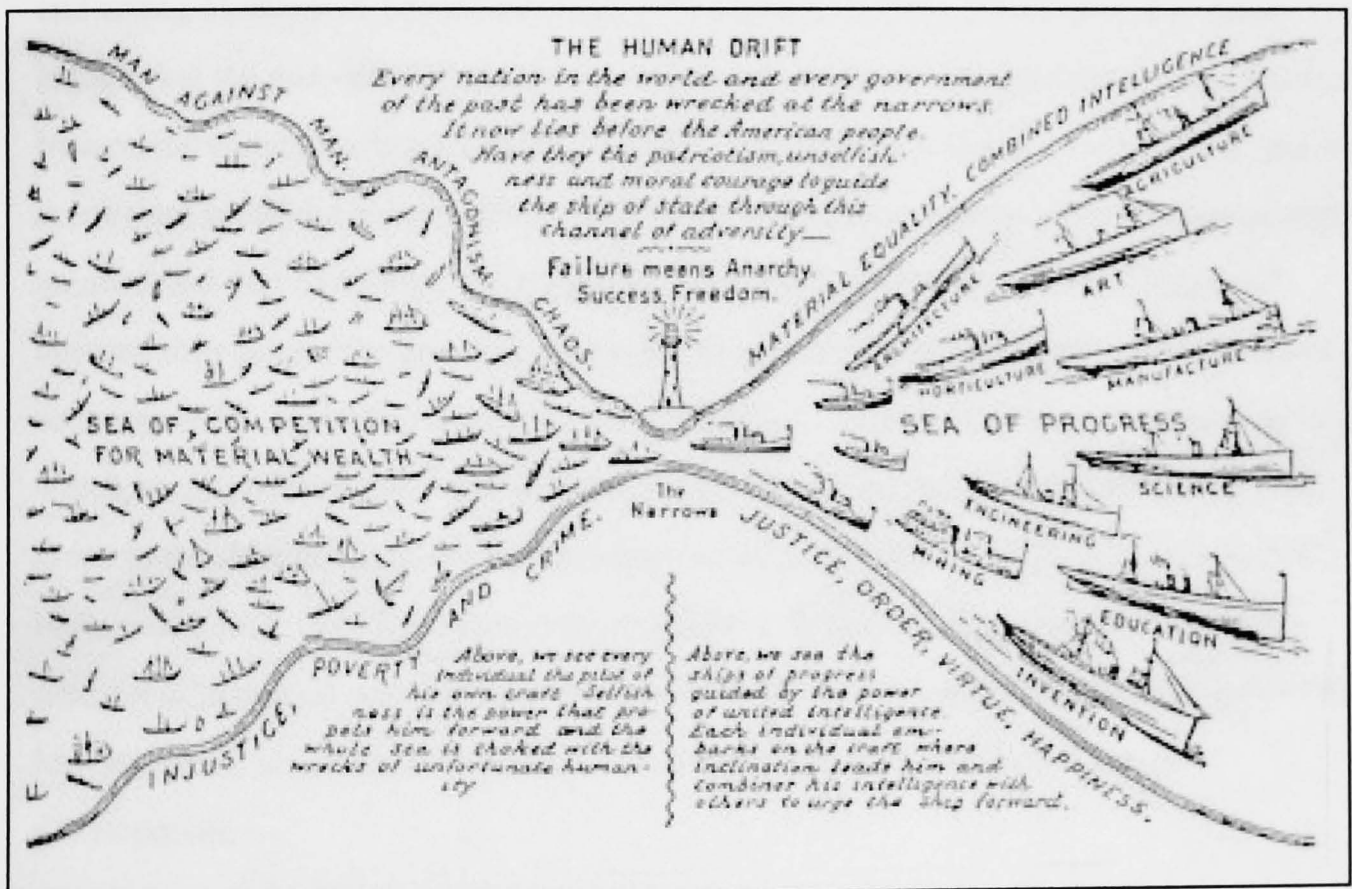 THE HUMAN DRIFT
Every nation in the world and every government
of the past has been wrecked at the narrows.
It now lies before the American people.
Have they the patriotism, unselfish-
ness and moral courage to guide
the ship of state through this
channel of adversity—
Failure means Anarchy.
Success, Freedom.
MAN AGAINST MAN. ANTAGONISM. CHAOS.
MATERIAL EQUALITY, COMBINED INTELLIGENCE
AGRICULTURE
ART
ARCHITECTURE
HORTICULTURE
MANUFACTURE
SEA OF COMPETITION
FOR MATERIAL WEALTH
SEA OF PROGRESS
SCIENCE
ENGINEERING
MINING
EDUCATION
INVENTION
The
Narrows
INJUSTICE, POVERTY AND CRIME.
JUSTICE, ORDER, VIRTUE, HAPPINESS.
Above, we see every
individual the pilot of
his own craft. Selfish
ness is the power that pro-
pels him forward and the
whole sea is choked with the
wrecks of unfortunate human-
ity
Above, we see the
ships of progress
guided by the power
of united intelligence.
Each individual em-
barks on the craft where
inclination leads him and
combines his intelligence with
others to urge the ship forward.